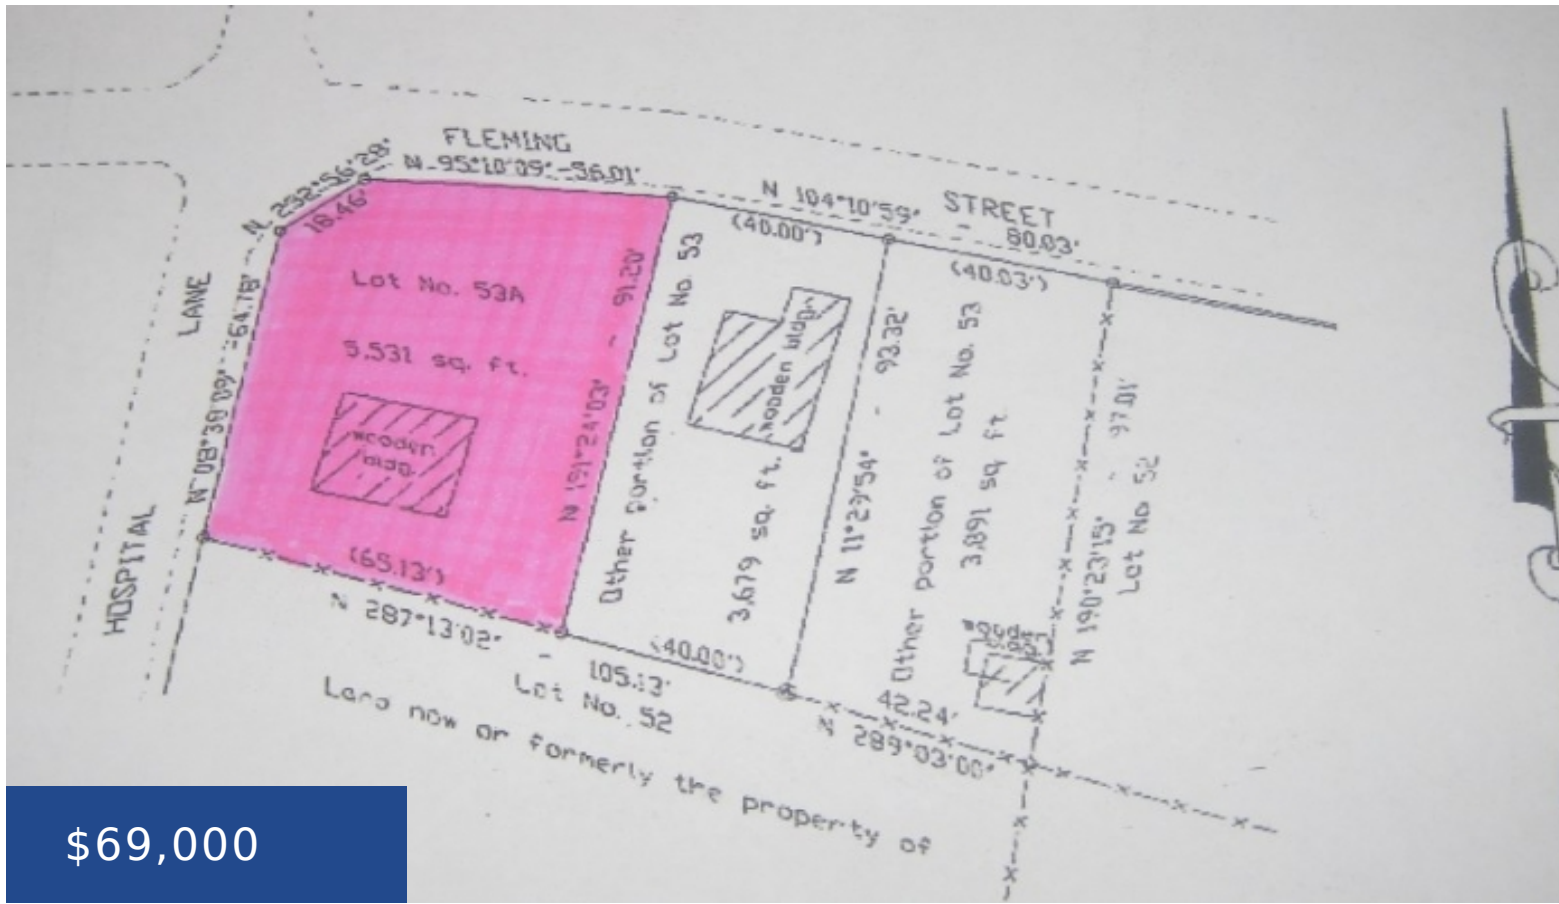 FLEMING
N 95°10'09" - 56.01'
N 232°56'28"
18.46'
N 104°10'59" - 80.03'
STREET
(40.00')
(40.03')
LANE
HOSPITAL
N 08°39'09" - 64.78'
Lot No. 53A
5,531 sq. ft.
wooden
bldg.
N 191°24'03" - 91.20'
Other portion of Lot No. 53
3,679 sq. ft.
wooden bldg.
N 11°29'54" - 93.32'
Other portion of Lot No. 53
3,891 sq ft.
N 190°23'15" - 97.01'
Lot No 52
(65.13')
N 287°13'02" - 105.13'
(40.00')
42.24'
N 289°03'00"
Lot No. 52
Land now or formerly the property of
$69,000